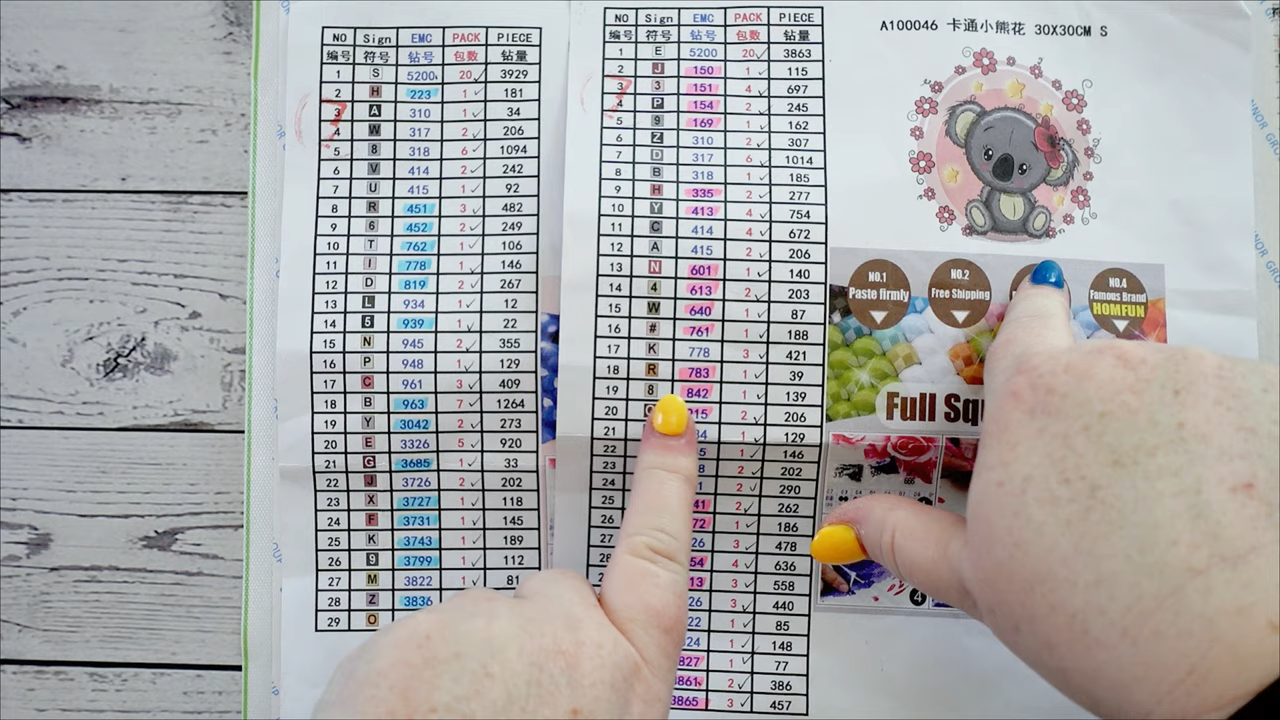 NO Sign EMC PACK PIECE
编号 符号 钻号 包数 钻量
1 S 5200 20 3929
2 H 223 1 181
3 A 310 1 34
4 W 317 2 206
5 8 318 6 1094
6 V 414 2 242
7 U 415 1 92
8 R 451 3 482
9 6 452 2 249
10 T 762 1 106
11 I 778 1 146
12 D 819 2 267
13 L 934 1 12
14 5 939 1 22
15 N 945 2 355
16 P 948 1 129
17 C 961 3 409
18 B 963 7 1264
19 Y 3042 2 273
20 E 3326 5 920
21 G 3685 1 33
22 J 3726 2 202
23 X 3727 1 118
24 F 3731 1 145
25 K 3743 1 189
26 9 3799 1 112
27 M 3822 1 81
28 Z 3836
29 O
NO Sign EMC PACK PIECE
编号 符号 钻号 包数 钻量
1 E 5200 20 3863
2 J 150 1 115
3 3 151 4 697
4 P 154 2 245
5 9 169 1 162
6 Z 310 2 307
7 D 317 6 1014
8 B 318 1 185
9 H 335 2 277
10 Y 413 4 754
11 C 414 4 672
12 A 415 2 206
13 N 601 1 140
14 4 613 2 203
15 W 640 1 87
16 # 761 1 188
17 K 778 3 421
18 R 783 1 39
19 8 842 1 139
20 2 206
21 1 129
22 1 146
23 2 202
24 2 290
25 2 262
26 1 186
27 3 478
28 4 636
3 558
3 440
1 85
1 148
1 77
2 386
3865 3 457
A100046 卡通小熊花 30X30CM S
NO.1
Paste firmly
NO.2
Free Shipping
NO.4
Famous Brand
HOMFUN
Full
4